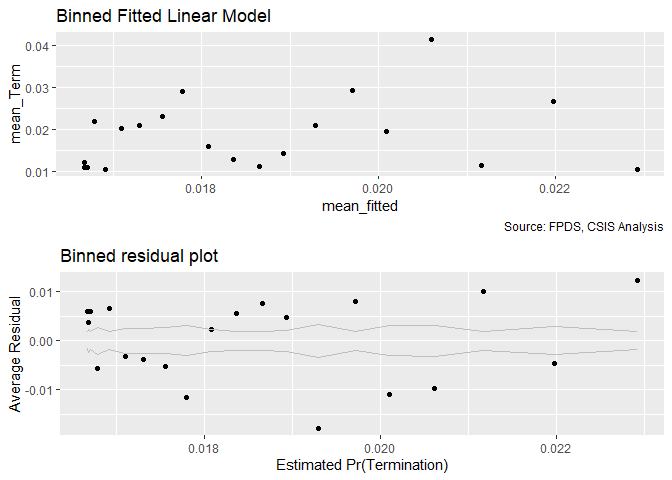 Binned Fitted Linear Model
mean_Term
0.04
0.03
0.02
0.01
0.018
0.020
0.022
mean_fitted
Source: FPDS, CSIS Analysis
Binned residual plot
Average Residual
0.01
0.00
-0.01
0.018
0.020
0.022
Estimated Pr(Termination)